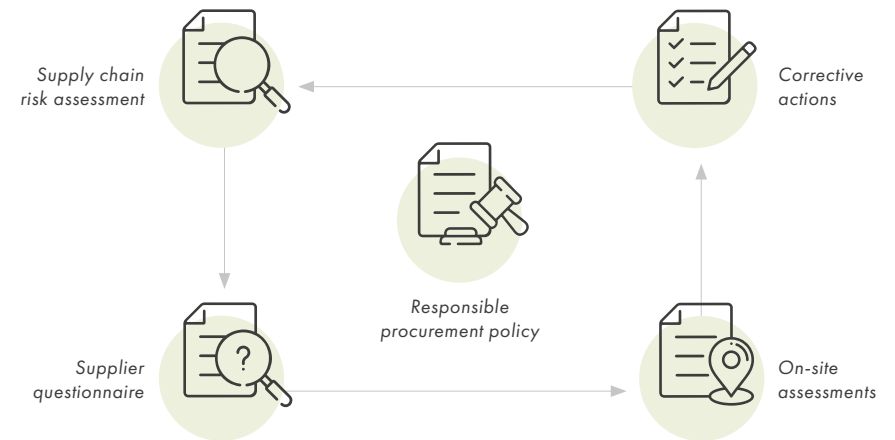 Supply chain
risk assessment
Corrective
actions
Responsible
procurement policy
Supplier
questionnaire
On-site
assessments
?